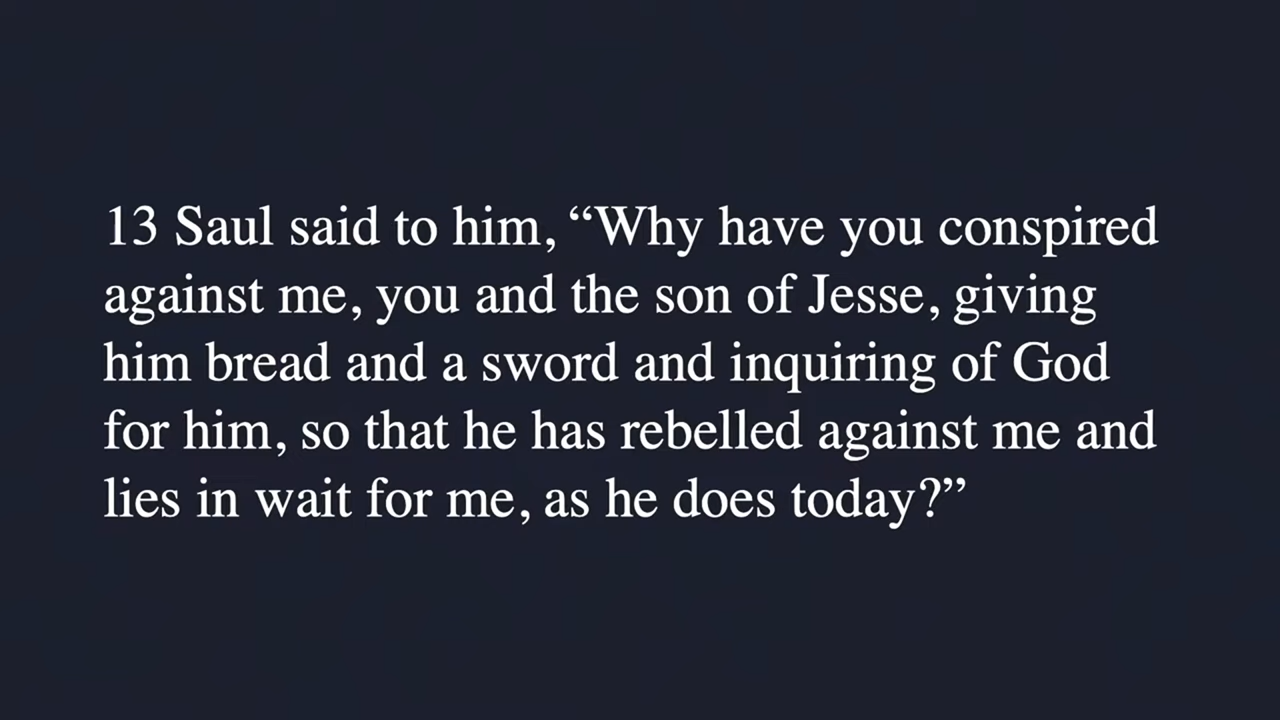 13 Saul said to him, “Why have you conspired
against me, you and the son of Jesse, giving
him bread and a sword and inquiring of God
for him, so that he has rebelled against me and
lies in wait for me, as he does today?”